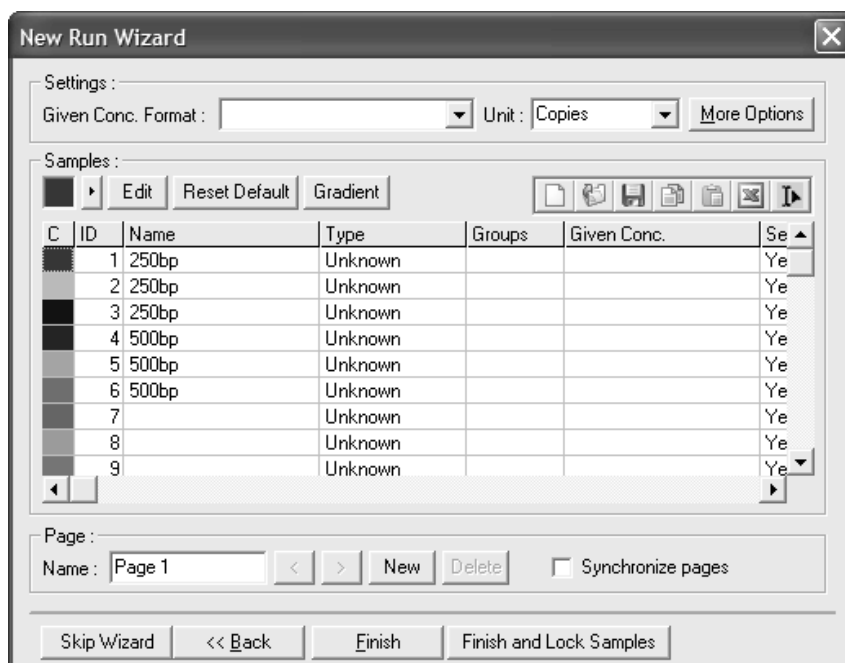 New Run Wizard
Settings :
Given Conc. Format : Unit : Copies More Options
Samples :
Edit Reset Default Gradient
C ID Name Type Groups Given Conc. Se
1 250bp Unknown Ye
2 250bp Unknown Ye
3 250bp Unknown Ye
4 500bp Unknown Ye
5 500bp Unknown Ye
6 500bp Unknown Ye
7 Unknown Ye
8 Unknown Ye
9 Unknown Ye
Page :
Name : Page 1 < > New Delete Synchronize pages
Skip Wizard << Back Finish Finish and Lock Samples